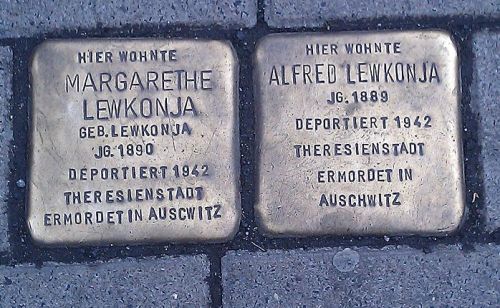 HIER WOHNTE
MARGARETHE
LEWKONJA
GEB. LEWKONJA
JG. 1890
DEPORTIERT 1942
THERESIENSTADT
ERMORDET IN AUSCWITZ
HIER WOHNTE
ALFRED LEWKONJA
JG. 1889
DEPORTIERT 1942
THERESIENSTADT
ERMORDET IN
AUSCHWITZ